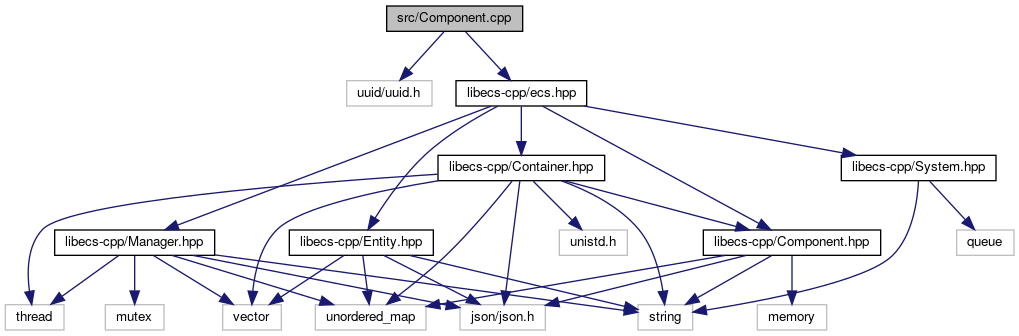 src/Component.cpp
uuid/uuid.h
libecs-cpp/ecs.hpp
libecs-cpp/Container.hpp
libecs-cpp/System.hpp
libecs-cpp/Manager.hpp
libecs-cpp/Entity.hpp
unistd.h
libecs-cpp/Component.hpp
queue
thread
mutex
vector
unordered_map
json/json.h
string
memory